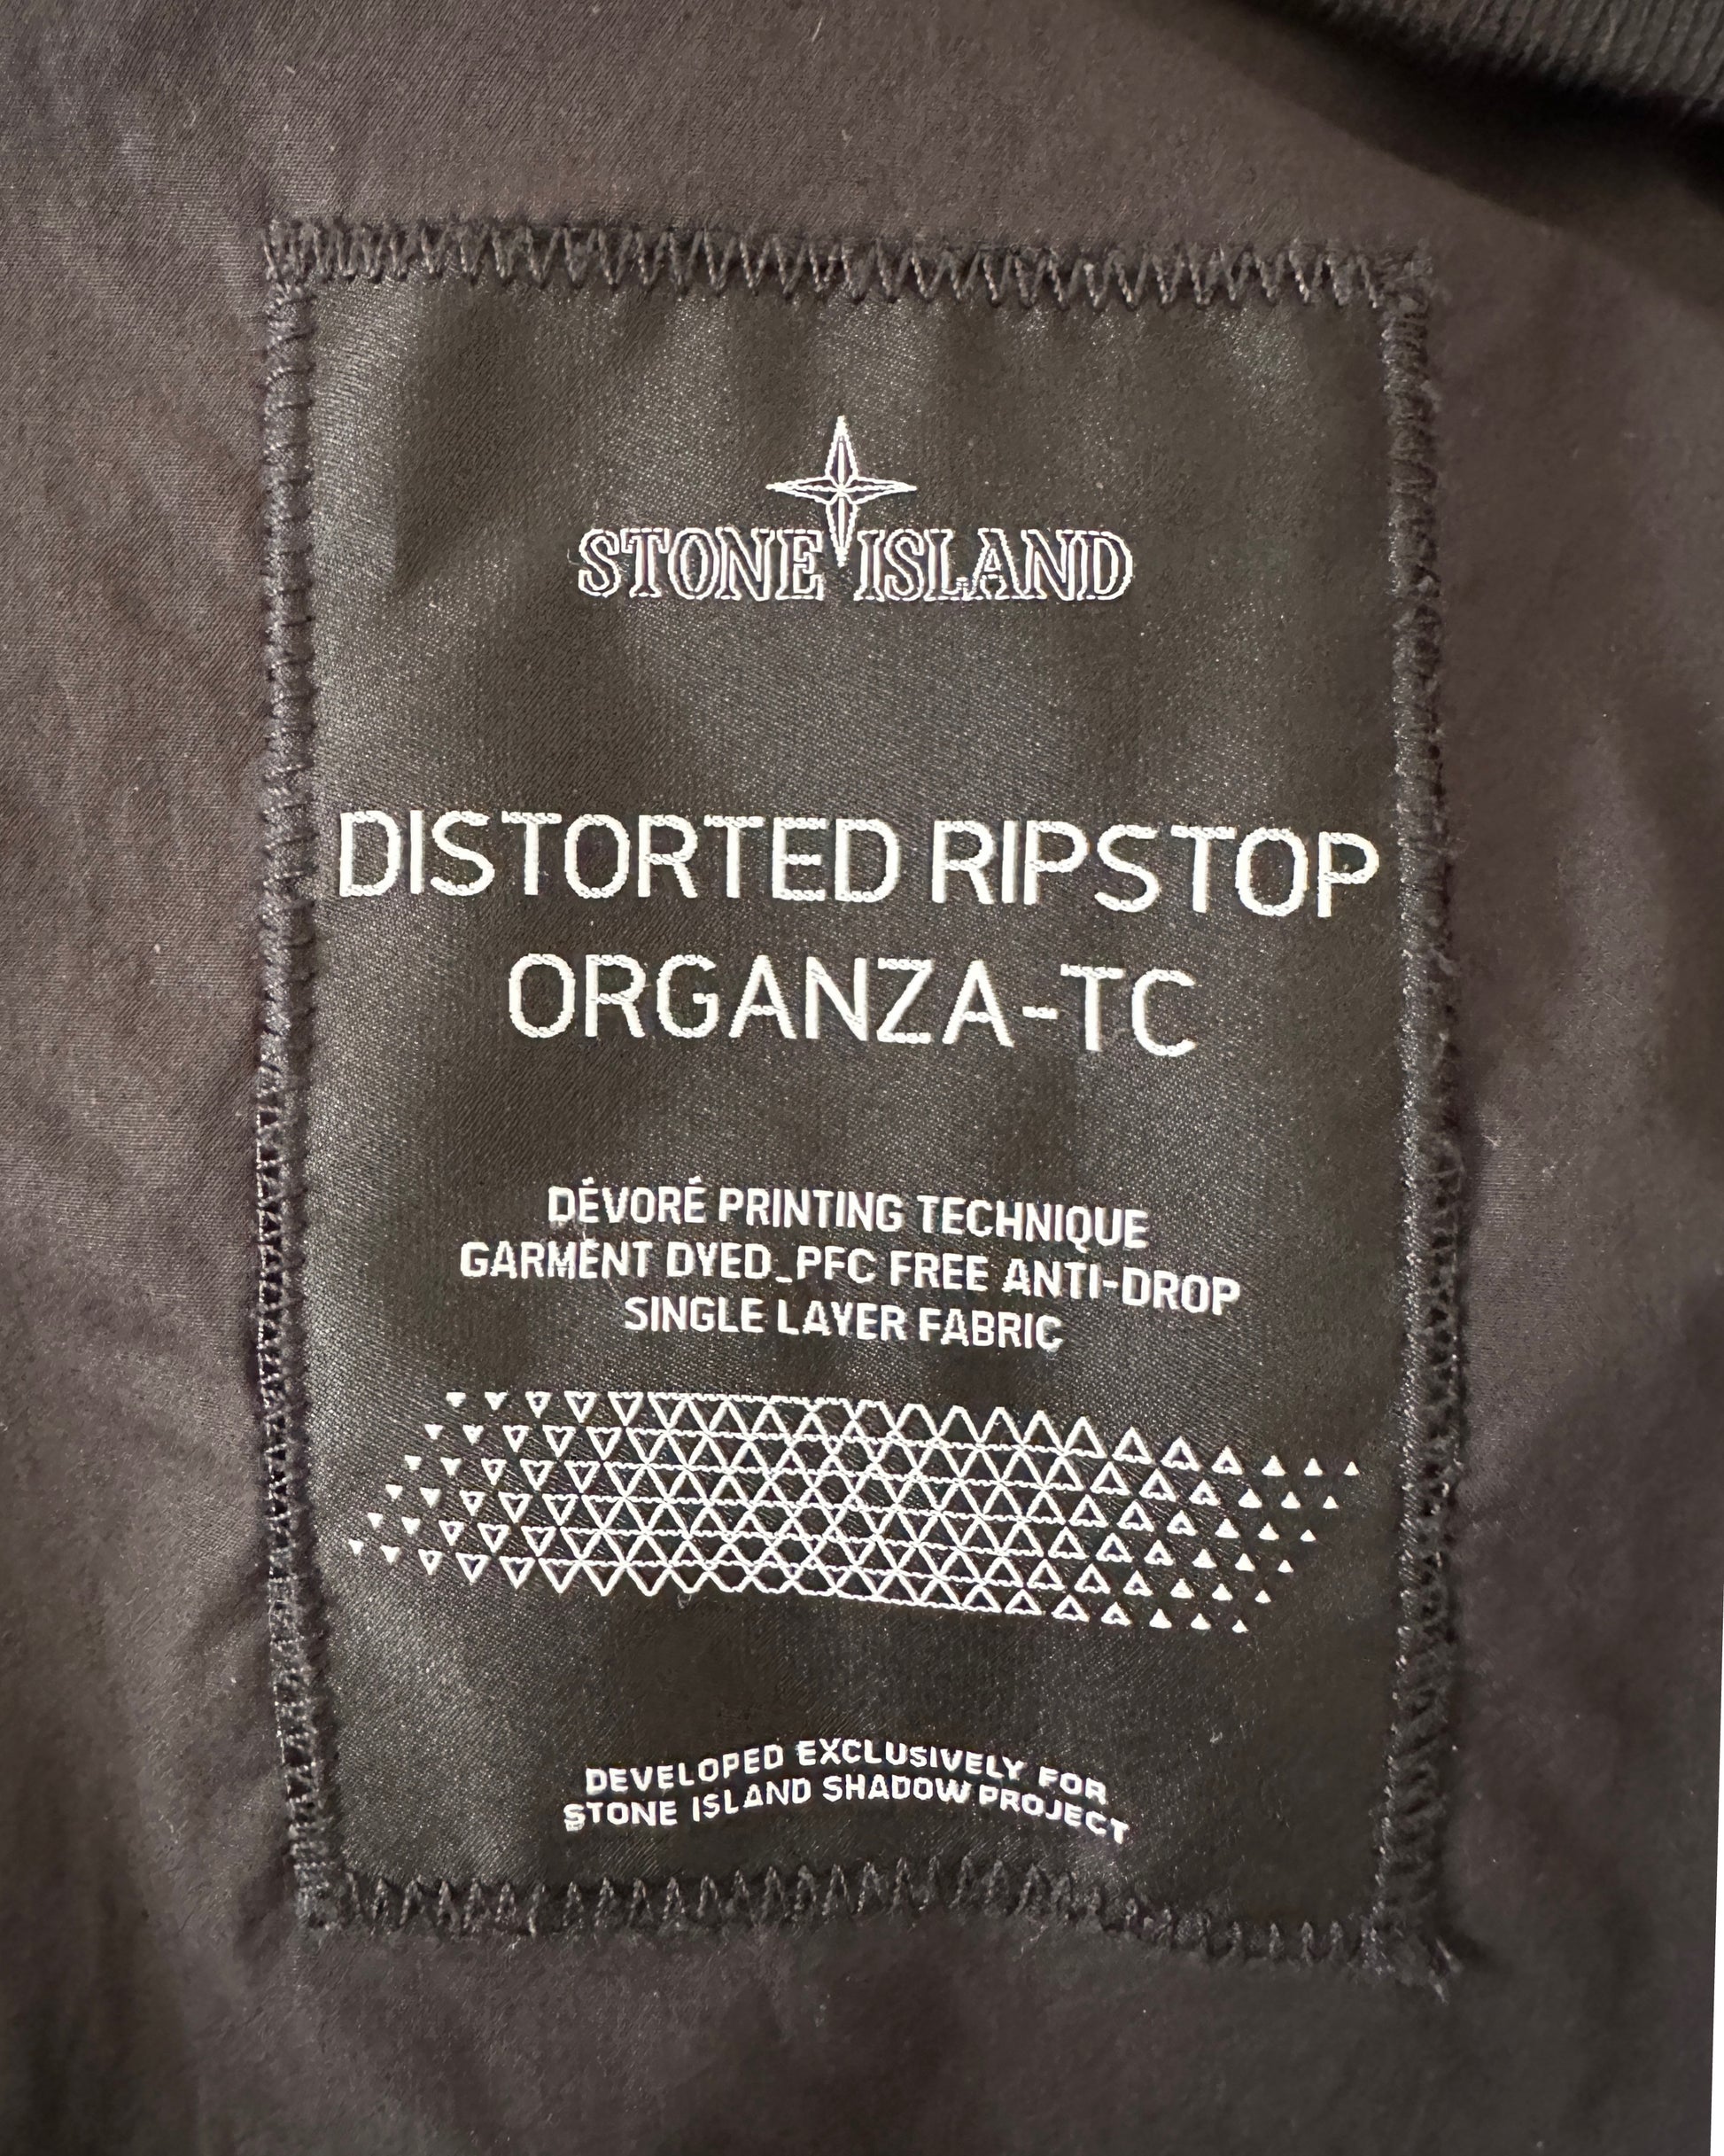 STONE ISLAND
DISTORTED RIPSTOP
ORGANZA-TC
DÉVORÉ PRINTING TECHNIQUE
GARMENT DYED_PFC FREE ANTI-DROP
SINGLE LAYER FABRIC
DEVELOPED EXCLUSIVELY FOR
STONE ISLAND SHADOW PROJECT